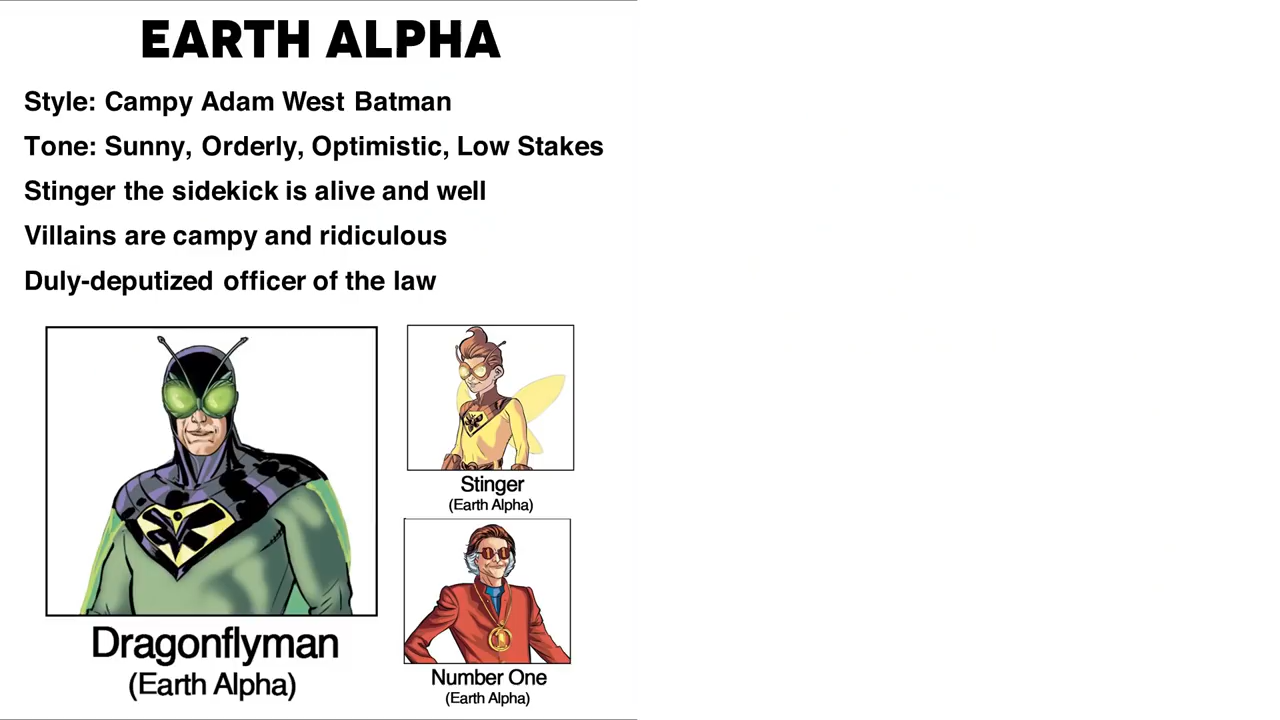 EARTH ALPHA
Style: Campy Adam West Batman
Tone: Sunny, Orderly, Optimistic, Low Stakes
Stinger the sidekick is alive and well
Villains are campy and ridiculous
Duly-deputized officer of the law
Dragonflyman
(Earth Alpha)
Stinger
(Earth Alpha)
Number One
(Earth Alpha)